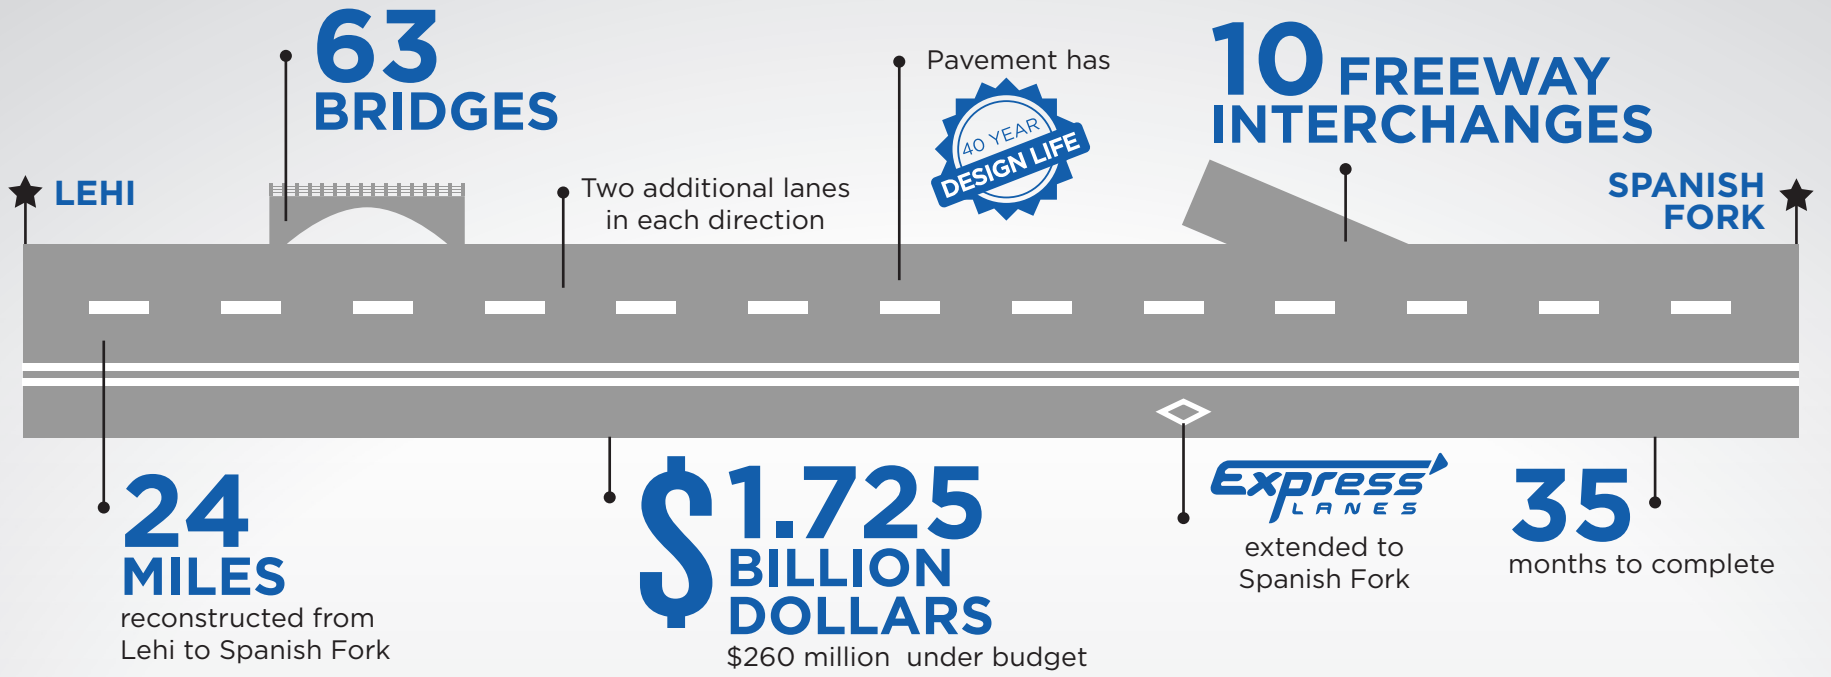 63
BRIDGES
Pavement has
40 YEAR
DESIGN LIFE
10 FREEWAY
INTERCHANGES
LEHI
Two additional lanes
in each direction
SPANISH
FORK
24
MILES
reconstructed from
Lehi to Spanish Fork
$1.725
BILLION
DOLLARS
$260 million under budget
Express
LANES
extended to
Spanish Fork
35
months to complete